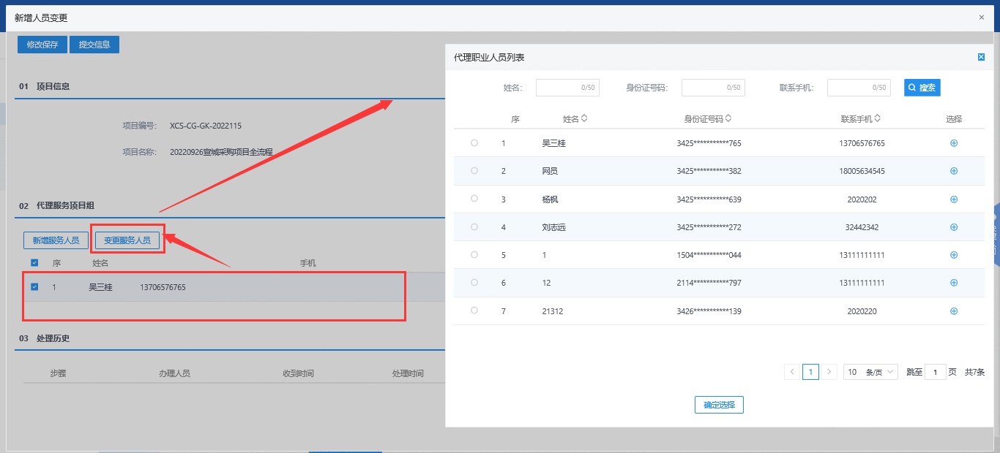 新增人员变更
修改保存 提交信息
01 项目信息
项目编号: XCS-CG-GK-2022115
项目名称: 20220926宣城采购项目全流程
02 代理服务项目组
新增服务人员 变更服务人员
序 姓名 手机
1 吴三桂 13706576765
03 处理历史
步骤 办理人员 收到时间 处理时间
代理职业人员列表
姓名: 0/50 身份证号码: 0/50 联系手机: 0/50 搜索
序 姓名 身份证号码 联系手机 选择
1 吴三桂 3425***********765 13706576765
2 网员 3425***********382 18005634545
3 杨枫 3425***********639 2020202
4 刘志远 3425***********272 32442342
5 1 1504***********044 13111111111
6 12 2114***********797 13111111111
7 21312 3426***********139 2020220
1 10 条/页 跳至 1 页 共7条
确定选择